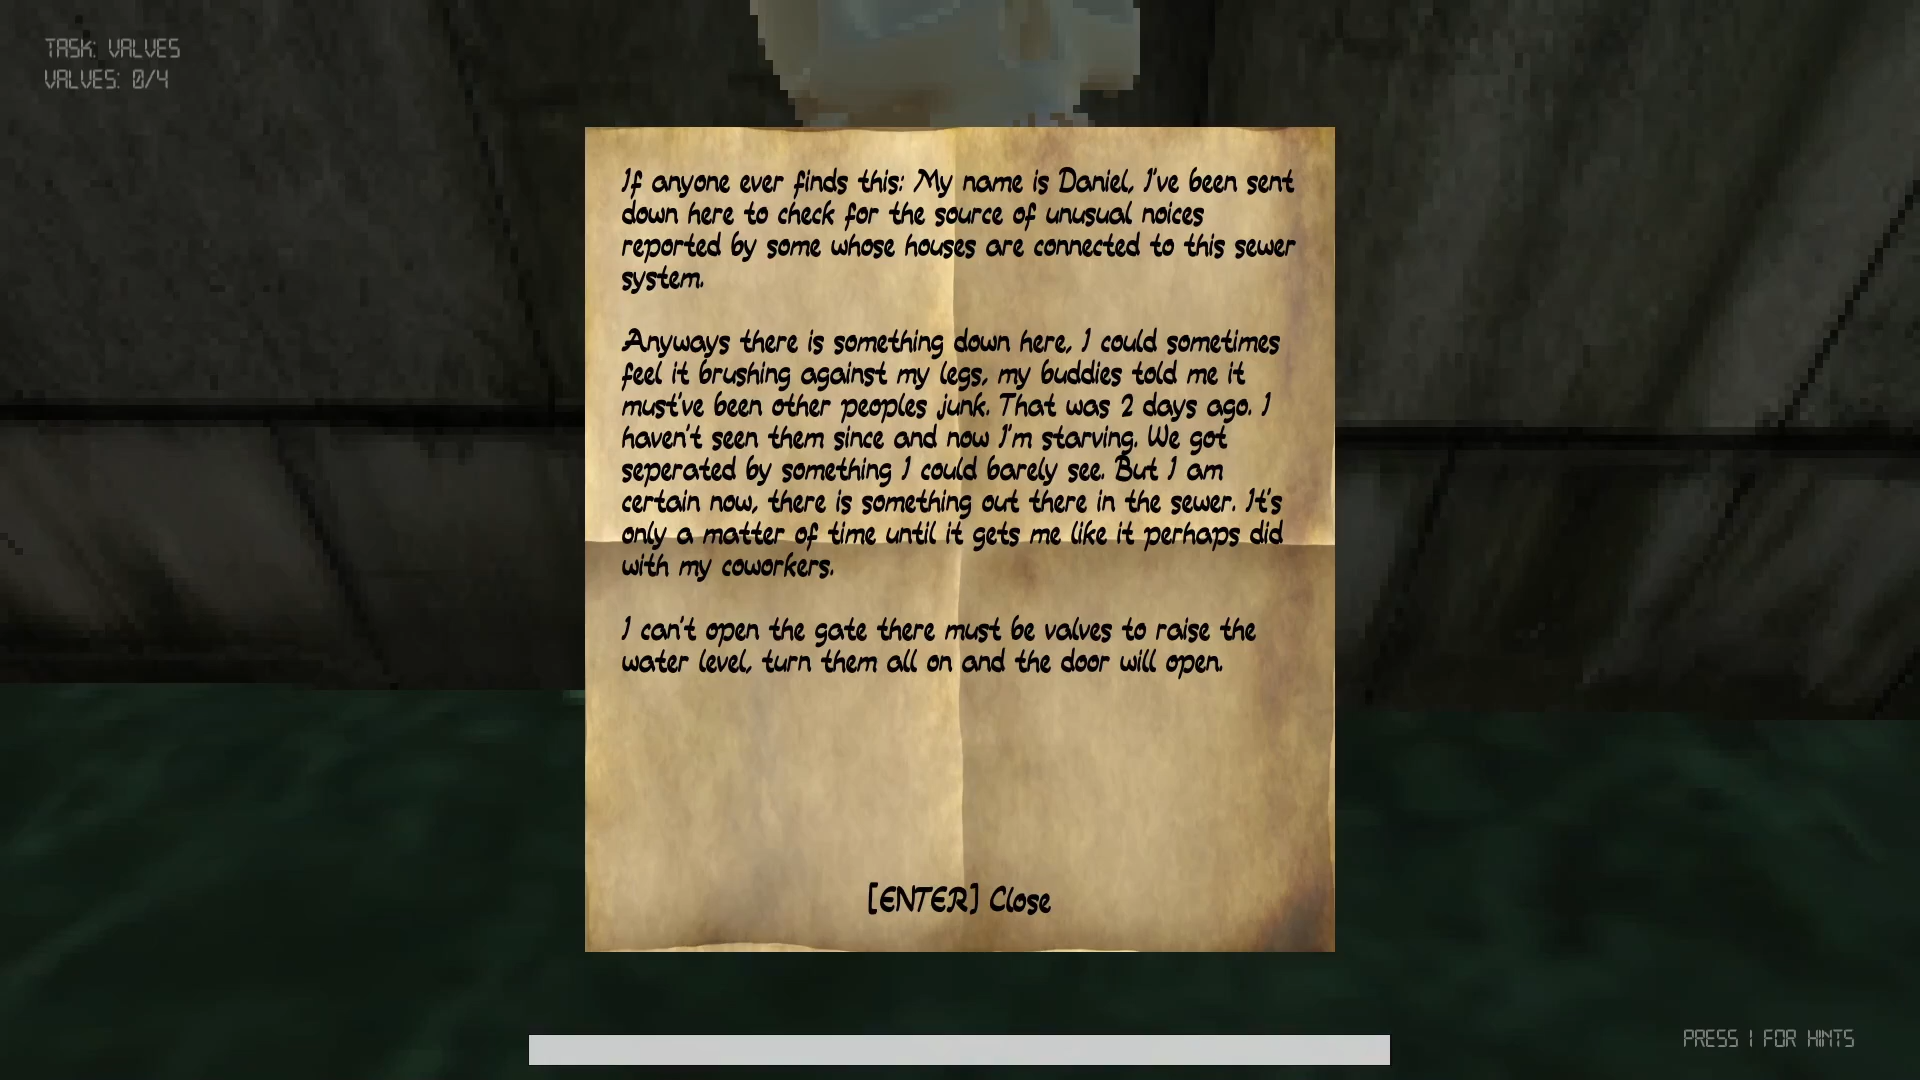 TASK: VALVES
VALVES: 0/4
If anyone ever finds this: My name is Daniel, I've been sent
down here to check for the source of unusual noices
reported by some whose houses are connected to this sewer
system.
Anyways there is something down here, I could sometimes
feel it brushing against my legs, my buddies told me it
must've been other peoples junk. That was 2 days ago. I
haven't seen them since and now I'm starving. We got
seperated by something I could barely see. But I am
certain now, there is something out there in the sewer. It's
only a matter of time until it gets me like it perhaps did
with my coworkers.
I can't open the gate there must be valves to raise the
water level, turn them all on and the door will open.
[ENTER] Close
PRESS I FOR HINTS